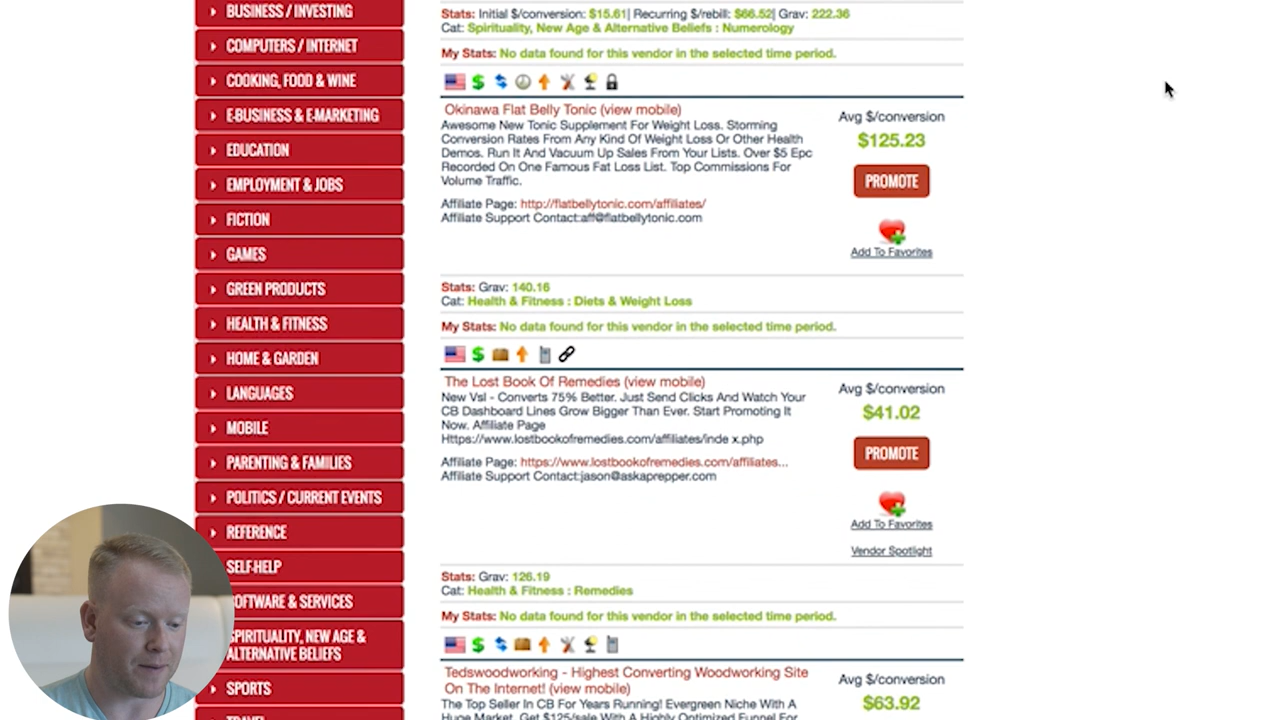 BUSINESS / INVESTING
COMPUTERS / INTERNET
COOKING, FOOD & WINE
E-BUSINESS & E-MARKETING
EDUCATION
EMPLOYMENT & JOBS
FICTION
GAMES
GREEN PRODUCTS
HEALTH & FITNESS
HOME & GARDEN
LANGUAGES
MOBILE
PARENTING & FAMILIES
POLITICS / CURRENT EVENTS
REFERENCE
SELF-HELP
SOFTWARE & SERVICES
SPIRITUALITY, NEW AGE &
ALTERNATIVE BELIEFS
SPORTS
TRAVEL
Stats: Initial $/conversion: $15.61| Recurring $/rebill: $66.52| Grav: 222.36
Cat: Spirituality, New Age & Alternative Beliefs : Numerology
My Stats: No data found for this vendor in the selected time period.
Okinawa Flat Belly Tonic (view mobile)
Awesome New Tonic Supplement For Weight Loss. Storming
Conversion Rates From Any Kind Of Weight Loss Or Other Health
Demos. Run It And Vacuum Up Sales From Your Lists. Over $5 Epc
Recorded On One Famous Fat Loss List. Top Commissions For
Volume Traffic.
Affiliate Page: http://flatbellytonic.com/affiliates/
Affiliate Support Contact:aff@flatbellytonic.com
Avg $/conversion
$125.23
PROMOTE
Add To Favorites
Stats: Grav: 140.16
Cat: Health & Fitness : Diets & Weight Loss
My Stats: No data found for this vendor in the selected time period.
The Lost Book Of Remedies (view mobile)
New Vsl - Converts 75% Better. Just Send Clicks And Watch Your
CB Dashboard Lines Grow Bigger Than Ever. Start Promoting It
Now. Affiliate Page
Https://www.lostbookofremedies.com/affiliates/inde x.php
Affiliate Page: https://www.lostbookofremedies.com/affiliates...
Affiliate Support Contact:jason@askaprepper.com
Avg $/conversion
$41.02
PROMOTE
Add To Favorites
Vendor Spotlight
Stats: Grav: 126.19
Cat: Health & Fitness : Remedies
My Stats: No data found for this vendor in the selected time period.
Tedswoodworking - Highest Converting Woodworking Site
On The Internet! (view mobile)
The Top Seller In CB For Years Running! Evergreen Niche With A
Huge Market. Get $125/sale With A Highly Optimized Funnel For
Avg $/conversion
$63.92